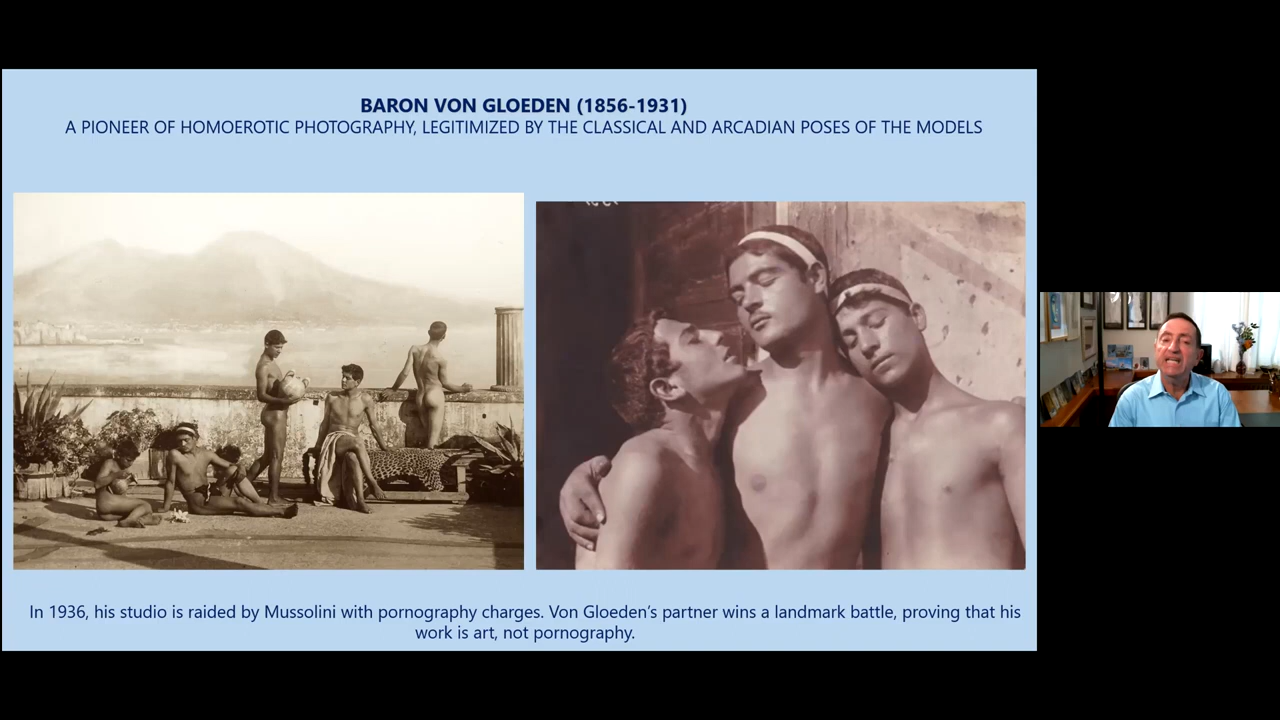 BARON VON GLOEDEN (1856-1931)
A PIONEER OF HOMOEROTIC PHOTOGRAPHY, LEGITIMIZED BY THE CLASSICAL AND ARCADIAN POSES OF THE MODELS
In 1936, his studio is raided by Mussolini with pornography charges. Von Gloeden’s partner wins a landmark battle, proving that his
work is art, not pornography.